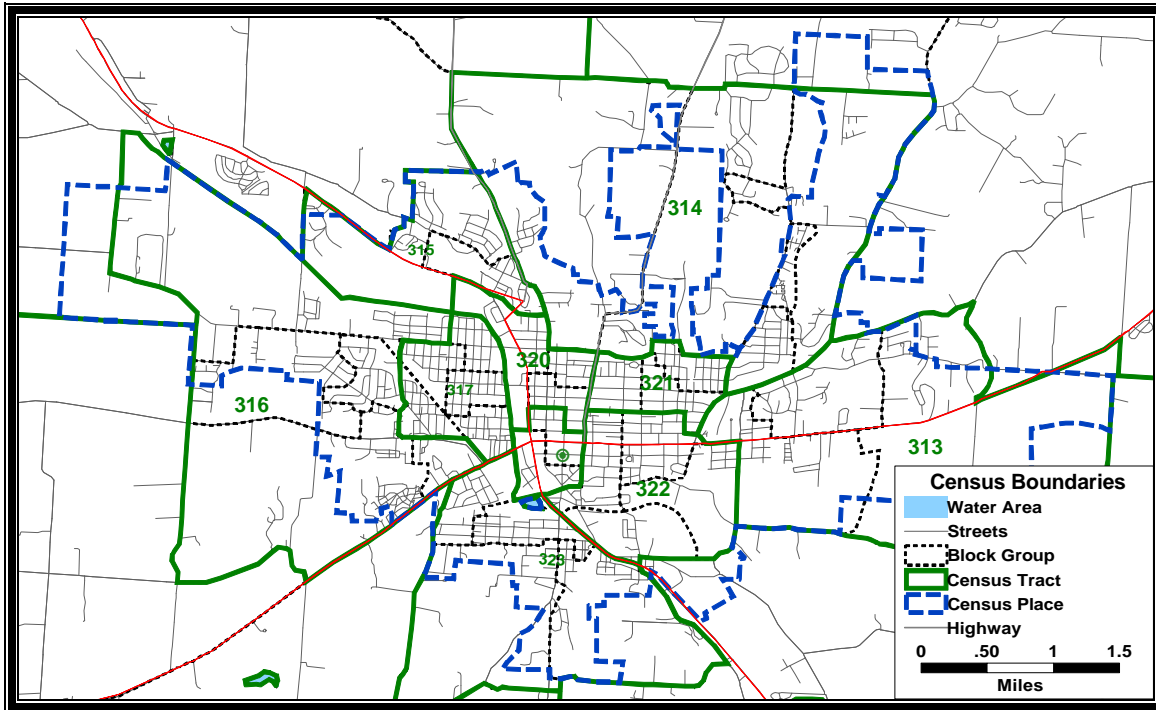 314
315
320
321
317
316
313
322
323
Census Boundaries
Water Area
Streets
Block Group
Census Tract
Census Place
Highway
0 .50 1 1.5
Miles